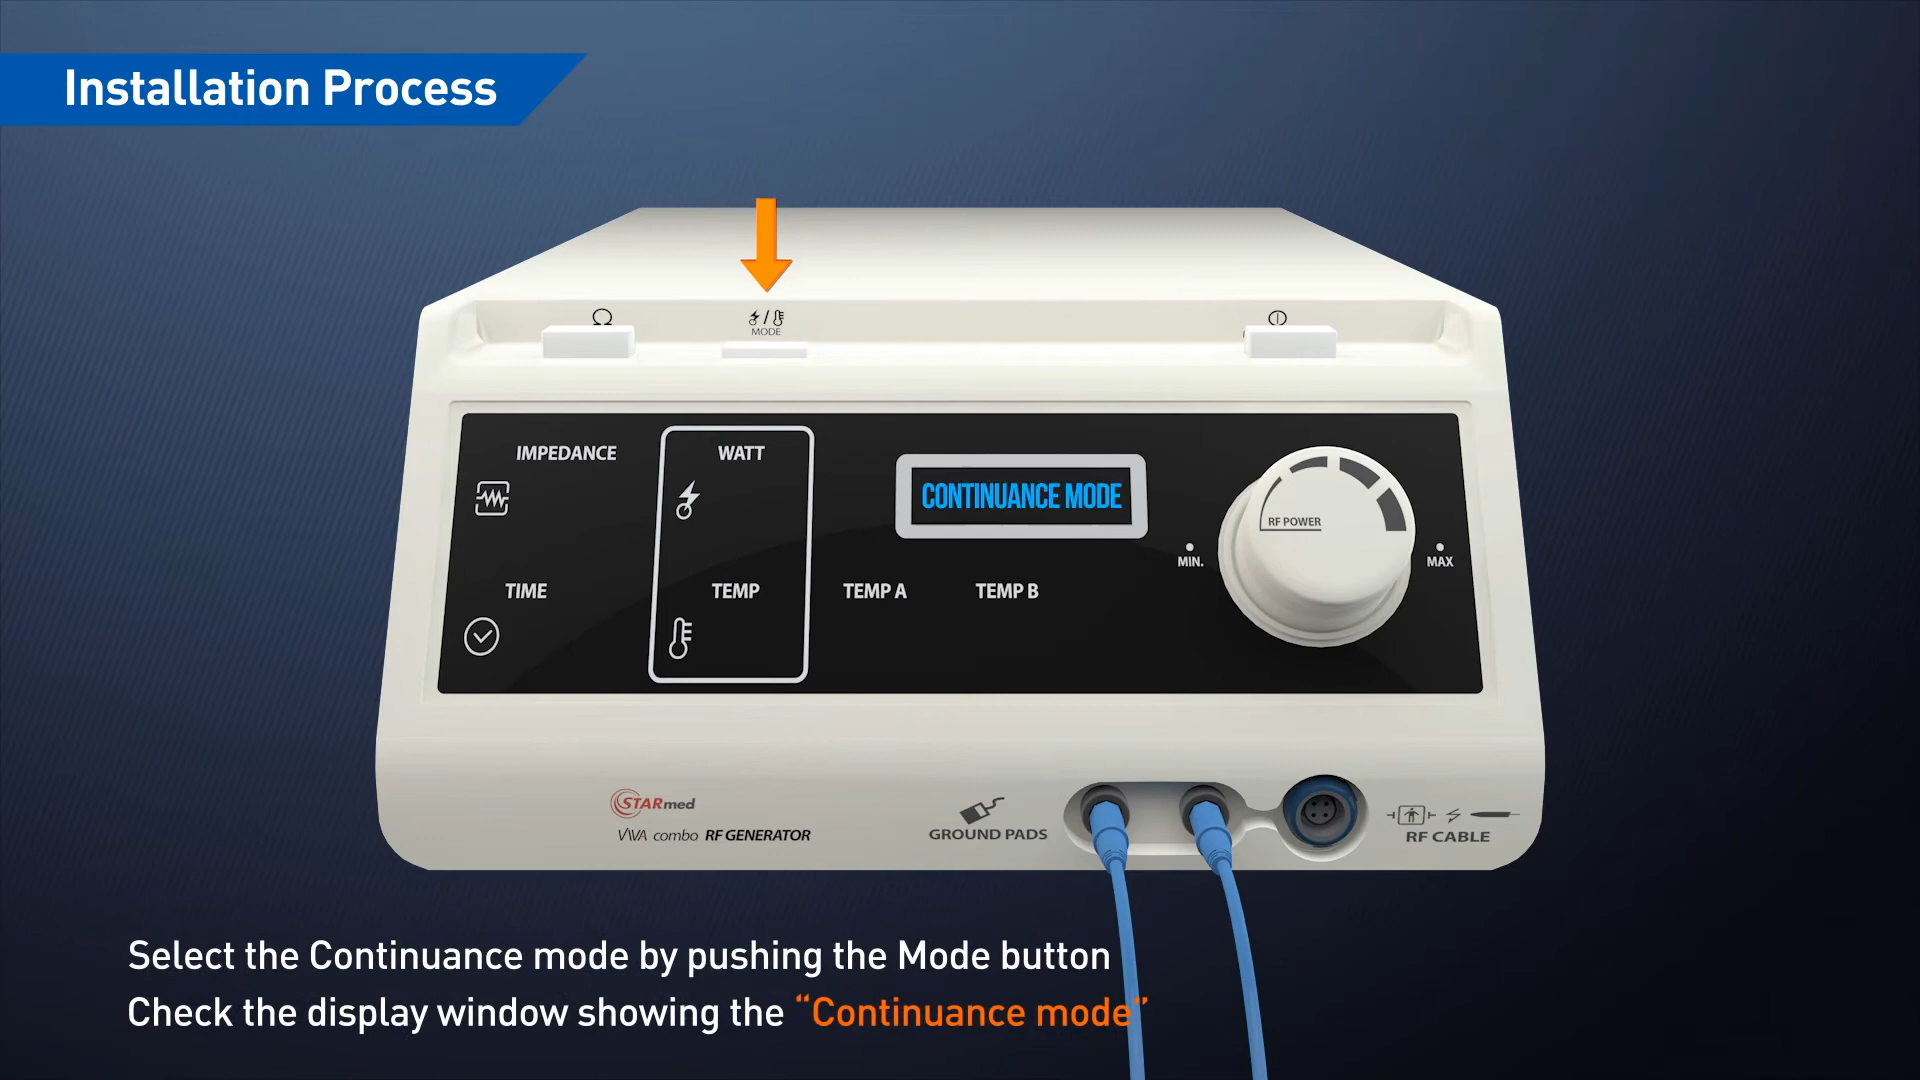 Installation Process
Ω
MODE
IMPEDANCE
WATT
CONTINUANCE MODE
RF POWER
MIN.
MAX
TIME
TEMP
TEMP A
TEMP B
STARmed
VIVA combo RF GENERATOR
GROUND PADS
RF CABLE
Select the Continuance mode by pushing the Mode button
Check the display window showing the “Continuance mode”